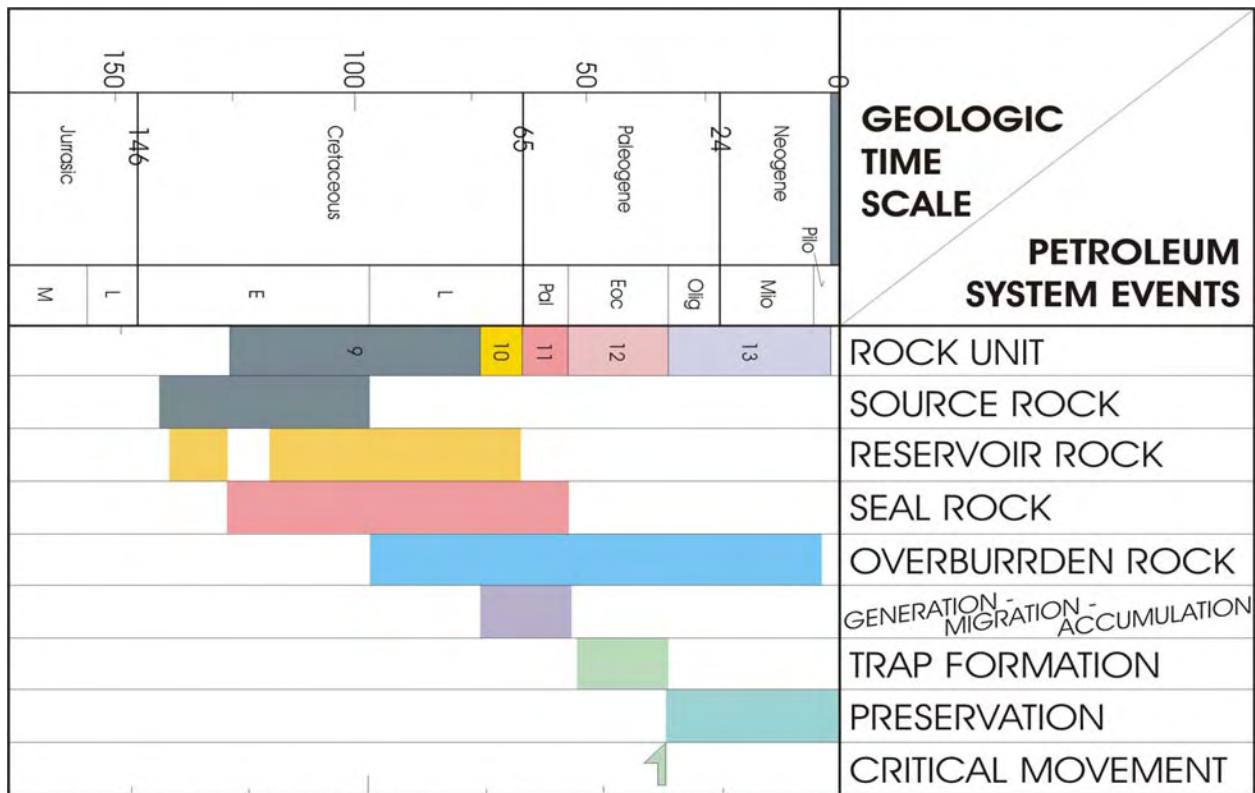 150
100
50
0
GEOLOGIC
TIME
SCALE
PETROLEUM
SYSTEM EVENTS
Jurrasic
146
Cretaceous
65
Paleogene
24
Neogene
Pilo
M
L
E
L
Pal
Eoc
Olig
Mio
9
10
11
12
13
ROCK UNIT
SOURCE ROCK
RESERVOIR ROCK
SEAL ROCK
OVERBURRDEN ROCK
GENERATION -
MIGRATION -
ACCUMULATION
TRAP FORMATION
PRESERVATION
CRITICAL MOVEMENT